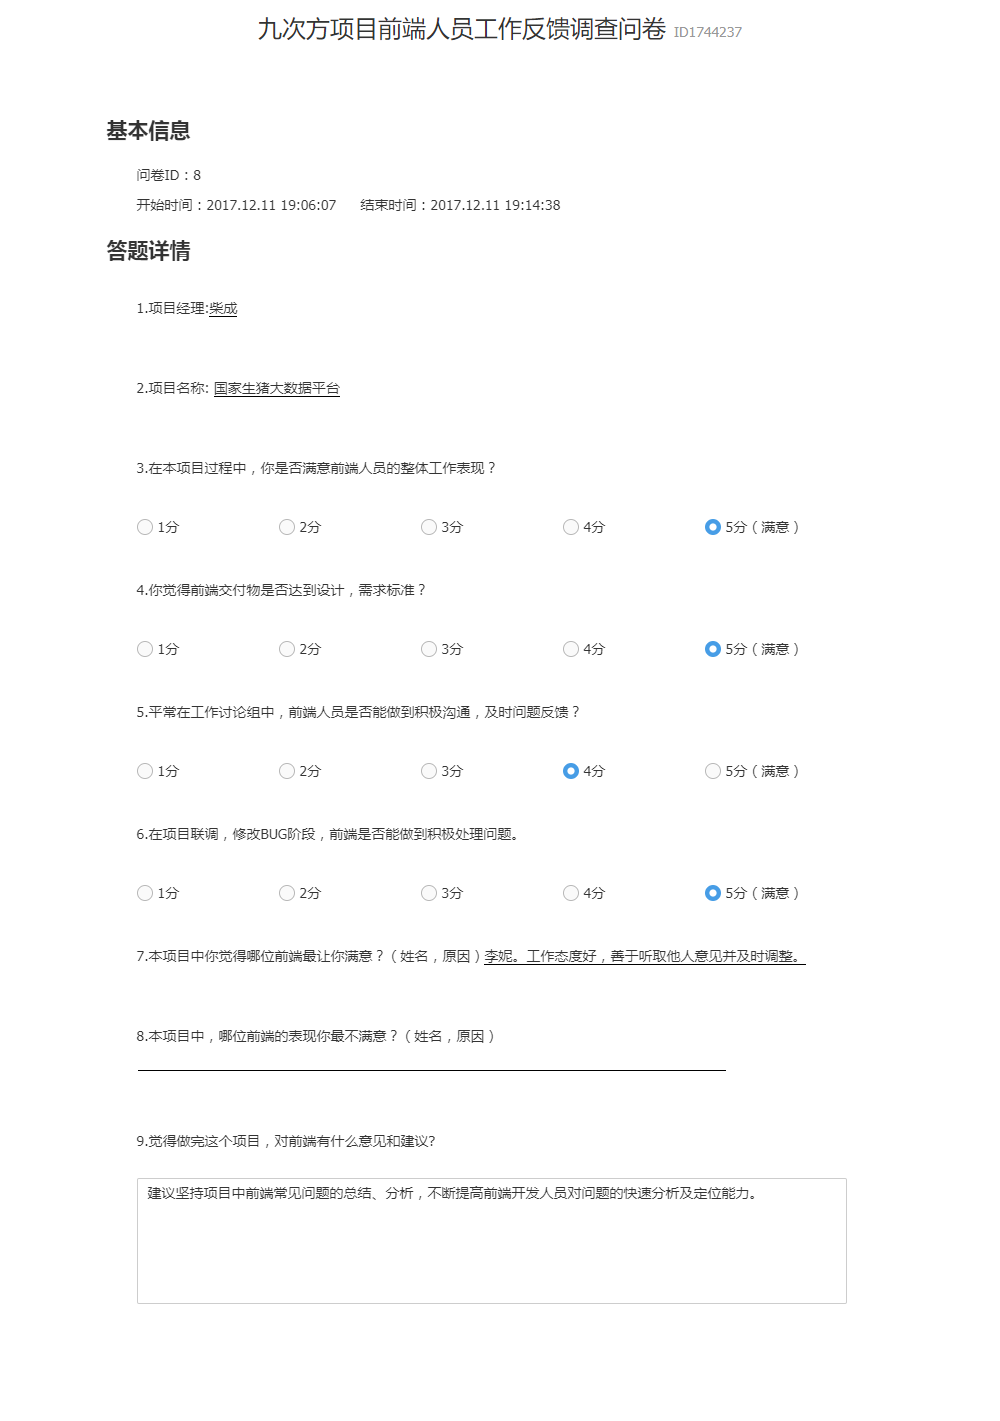 九次方项目前端人员工作反馈调查问卷 ID1744237
基本信息
问卷ID：8
开始时间：2017.12.11 19:06:07 结束时间：2017.12.11 19:14:38
答题详情
1.项目经理:柴成
2.项目名称: 国家生猪大数据平台
3.在本项目过程中，你是否满意前端人员的整体工作表现？
1分 2分 3分 4分 5分（满意）
4.你觉得前端交付物是否达到设计，需求标准？
1分 2分 3分 4分 5分（满意）
5.平常在工作讨论组中，前端人员是否能做到积极沟通，及时问题反馈？
1分 2分 3分 4分 5分（满意）
6.在项目联调，修改BUG阶段，前端是否能做到积极处理问题。
1分 2分 3分 4分 5分（满意）
7.本项目中你觉得哪位前端最让你满意？（姓名，原因）李妮。工作态度好，善于听取他人意见并及时调整。
8.本项目中，哪位前端的表现你最不满意？（姓名，原因）
9.觉得做完这个项目，对前端有什么意见和建议?
建议坚持项目中前端常见问题的总结、分析，不断提高前端开发人员对问题的快速分析及定位能力。